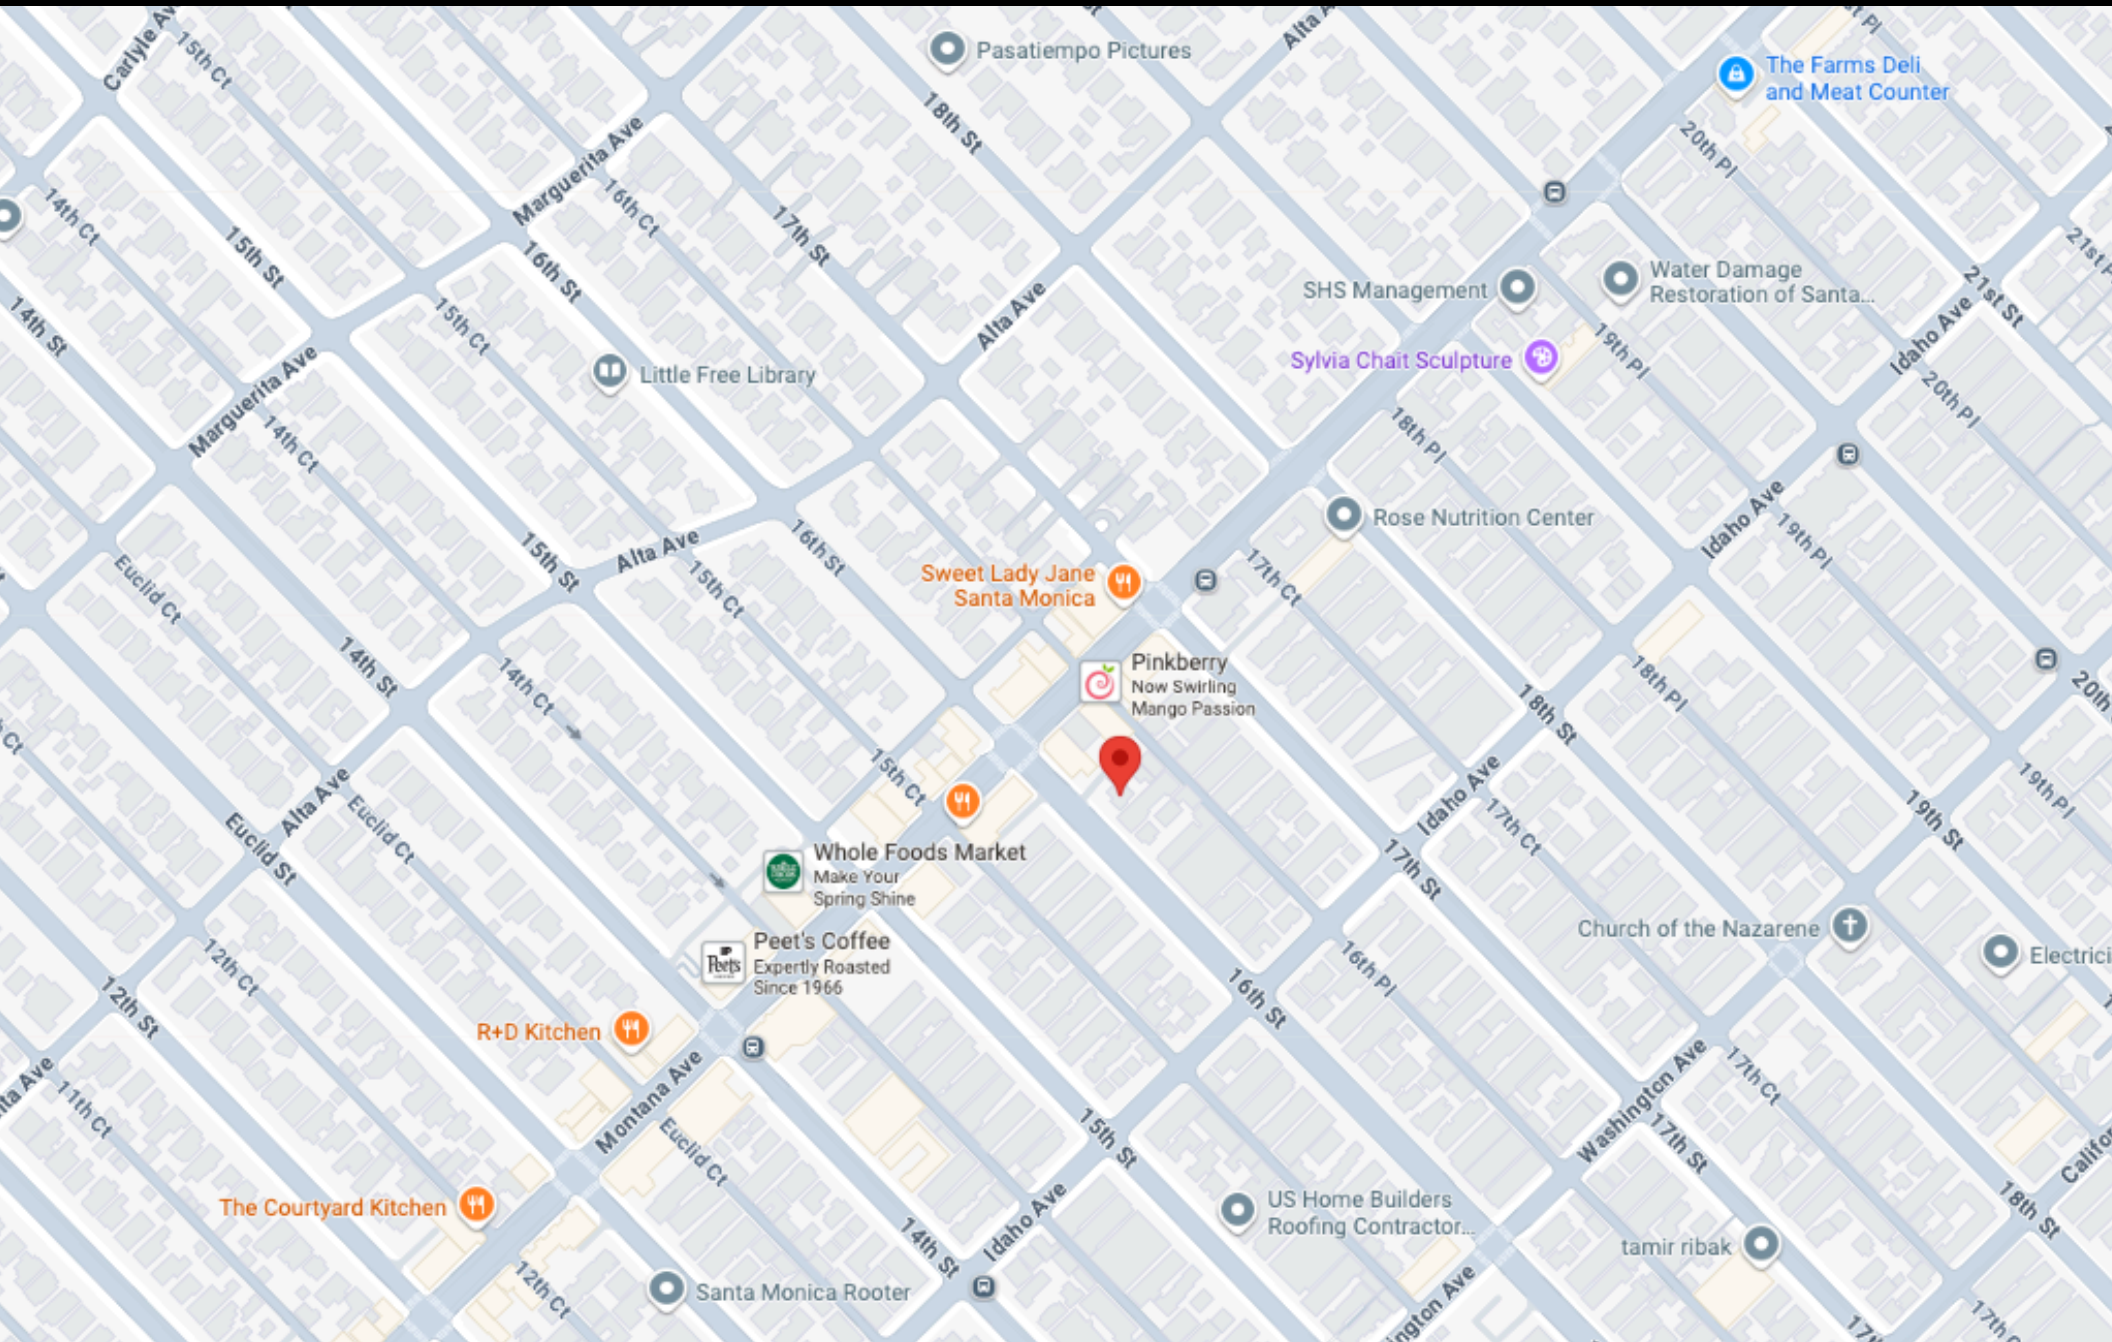 Carlyle Av
15th Ct
Pasatiempo Pictures
Alta A
The Farms Deli
and Meat Counter
18th St
Marguerita Ave
20th Pl
14th Ct
16th Ct
17th St
15th St
16th St
21st St
Water Damage
Restoration of Santa...
SHS Management
Idaho Ave
Alta Ave
14th St
15th Ct
19th Pl
Sylvia Chait Sculpture
Little Free Library
20th Pl
Marguerita Ave
14th Ct
18th Pl
Rose Nutrition Center
Idaho Ave
19th Pl
15th St
Alta Ave
16th St
Euclid Ct
Sweet Lady Jane
Santa Monica
15th Ct
17th Ct
14th St
14th Ct
Pinkberry
Now Swirling
Mango Passion
18th Pl
18th St
20th
15th Ct
Idaho Ave
19th Pl
Alta Ave
Euclid Ct
Euclid St
17th Ct
19th St
17th St
Whole Foods Market
Make Your
Spring Shine
Church of the Nazarene
Electrici
Peet's Coffee
Expertly Roasted
Since 1966
Peet's
12th Ct
16th Pl
16th St
12th St
R+D Kitchen
Montana Ave
Washington Ave
17th Ct
11th Ct
Euclid Ct
15th St
17th St
Califor
The Courtyard Kitchen
US Home Builders
Roofing Contractor...
18th St
14th St
Idaho Ave
tamir ribak
12th Ct
Santa Monica Rooter
ngton Ave
17th